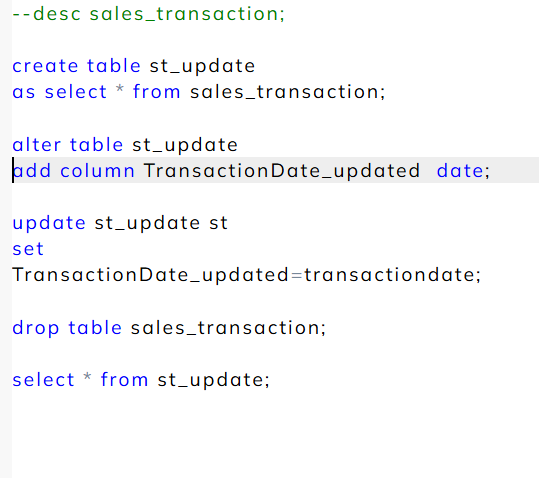 --desc sales_transaction;
create table st_update
as select * from sales_transaction;
alter table st_update
add column TransactionDate_updated  date;
update st_update st
set
TransactionDate_updated=transactiondate;
drop table sales_transaction;
select * from st_update;